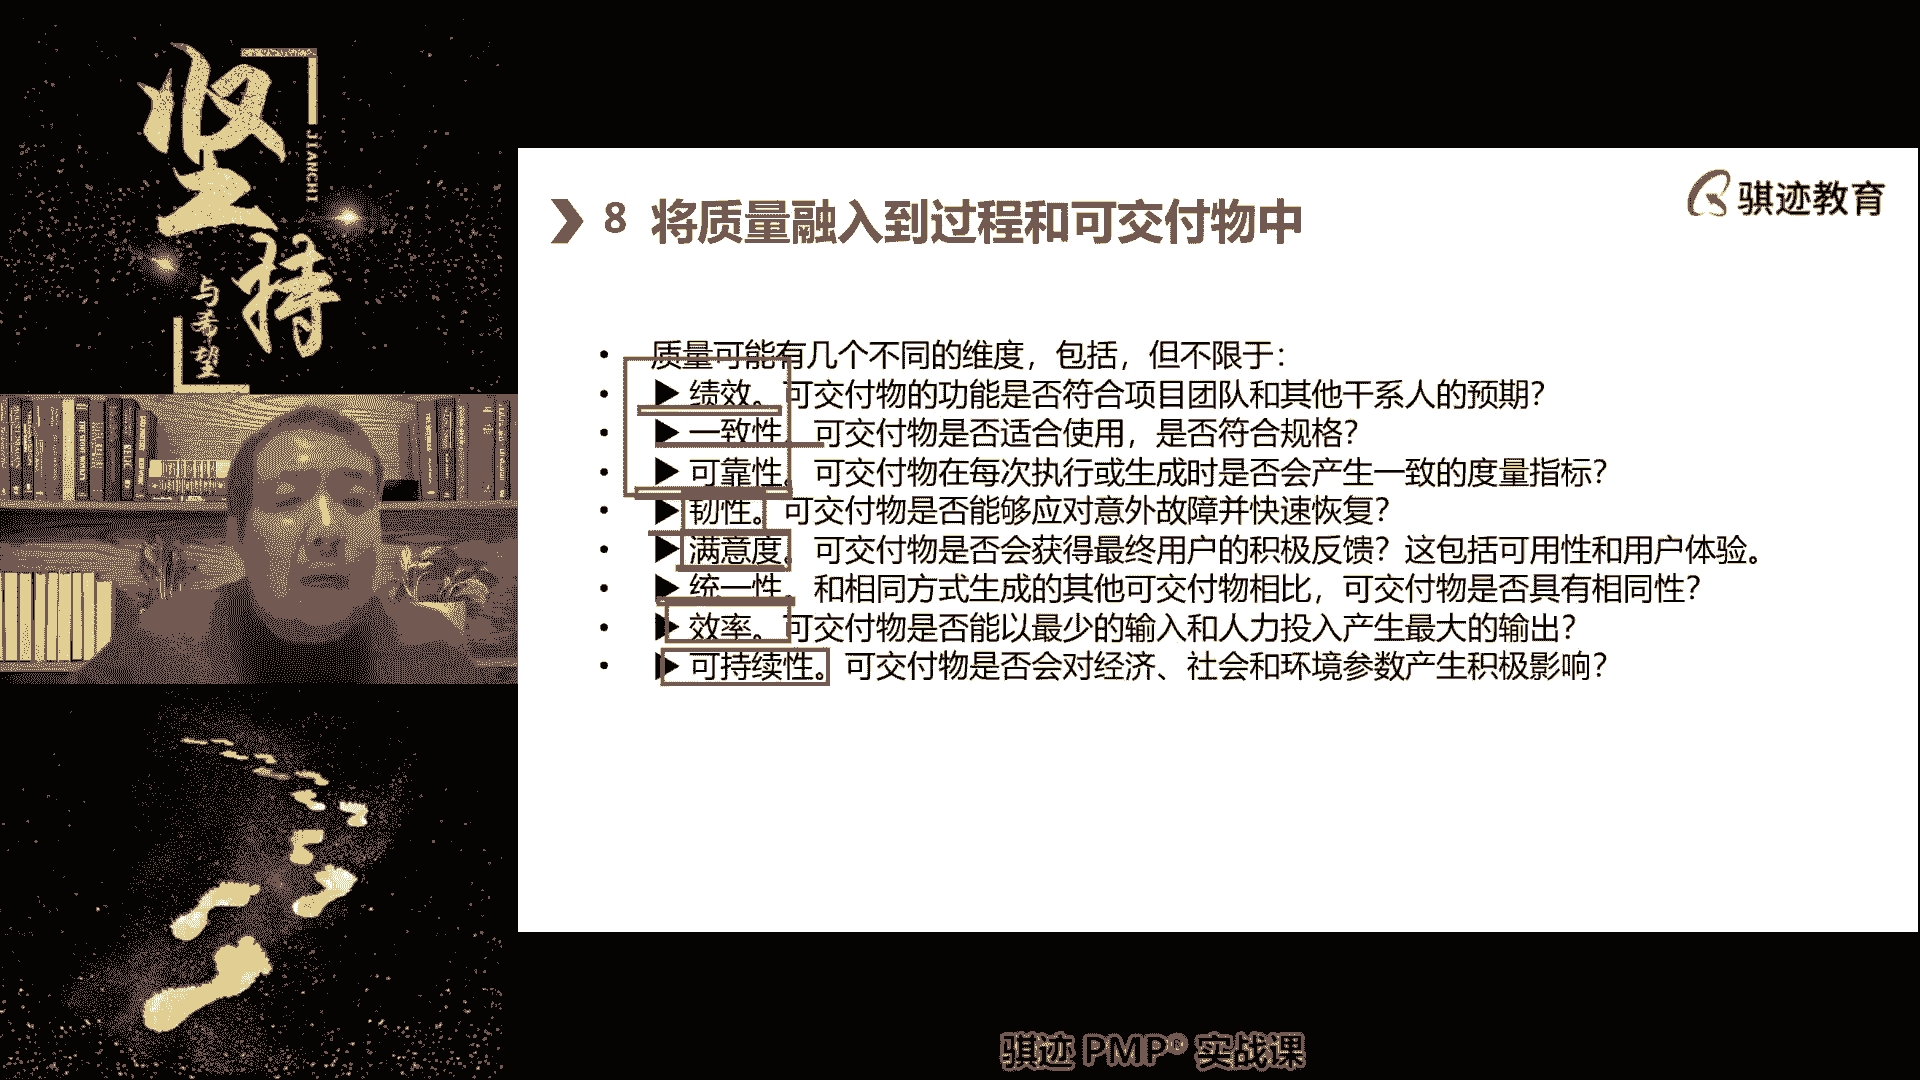 坚持
JIANCHI
与希望
骐迹教育
8 将质量融入到过程和可交付物中
• 质量可能有几个不同的维度，包括，但不限于：
• ▶ 绩效。可交付物的功能是否符合项目团队和其他干系人的预期？
• ▶ 一致性。可交付物是否适合使用，是否符合规格？
• ▶ 可靠性。可交付物在每次执行或生成时是否会产生一致的度量指标？
• ▶ 韧性。可交付物是否能够应对意外故障并快速恢复？
• ▶ 满意度。可交付物是否会获得最终用户的积极反馈？这包括可用性和用户体验。
• ▶ 统一性。和相同方式生成的其他可交付物相比，可交付物是否具有相同性？
• ▶ 效率。可交付物是否能以最少的输入和人力投入产生最大的输出？
• ▶ 可持续性。可交付物是否会对经济、社会和环境参数产生积极影响？
骐迹 PMP® 实战课